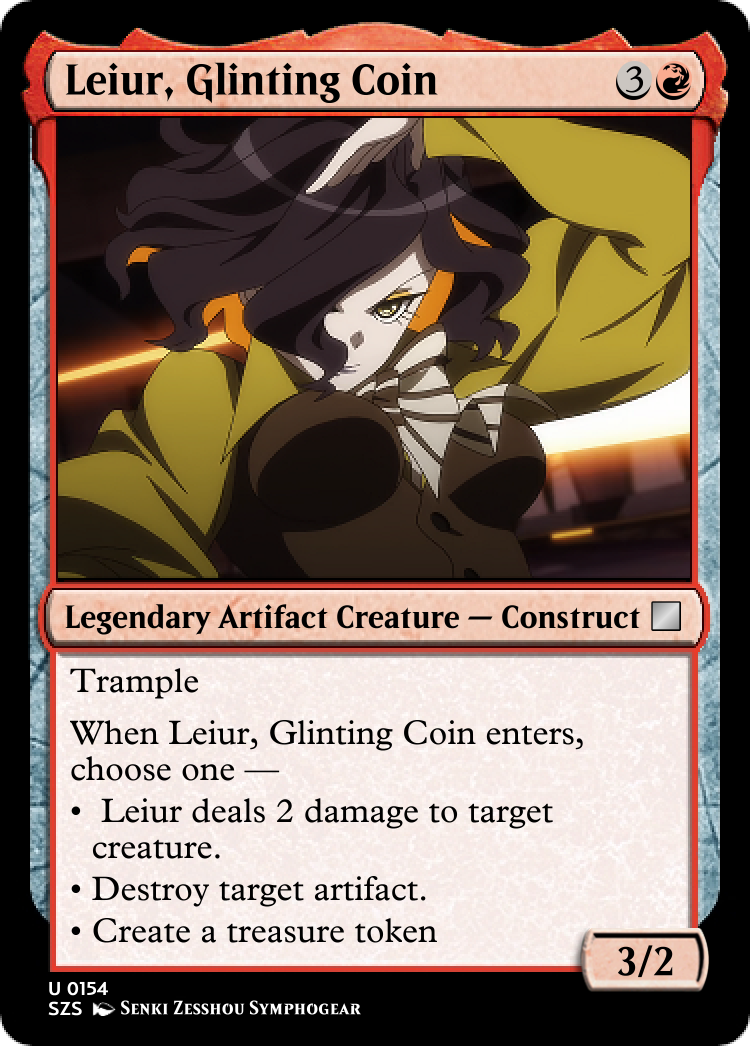 Leiur, Glinting Coin 3
Legendary Artifact Creature — Construct
Trample
When Leiur, Glinting Coin enters,
choose one —
• Leiur deals 2 damage to target
creature.
• Destroy target artifact.
• Create a treasure token
3/2
U 0154
SZS Senki Zesshou Symphogear